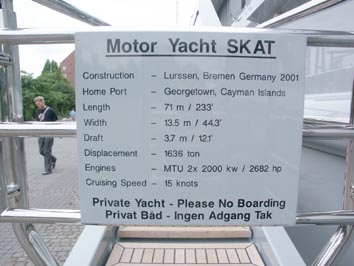 Motor Yacht SKAT
Construction – Lurssen, Bremen Germany 2001
Home Port – Georgetown, Cayman Islands
Length – 71 m / 233'
Width – 13.5 m / 44.3'
Draft – 3.7 m / 12.1'
Displacement – 1636 ton
Engines – MTU 2x 2000 kw / 2682 hp
Cruising Speed – 15 knots
Private Yacht - Please No Boarding
Privat Båd - Ingen Adgang Tak